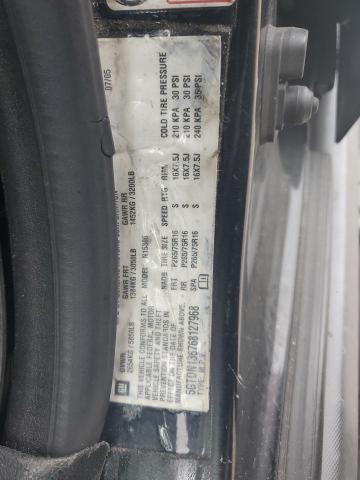 07/05
GM
GVWR GAWR FRT GAWR RR
2654KG / 5850LB 1384KG / 3050LB 1452KG / 3200LB
THIS VEHICLE CONFORMS TO ALL
APPLICABLE FEDERAL MOTOR
VEHICLE SAFETY AND THEFT
PREVENTION STANDARDS IN
EFFECT ON THE DATE OF
MANUFACTURE SHOWN ABOVE.
TYPE: M.P.V.
TIRE SIZE SPEED RTG RIM COLD TIRE PRESSURE
FRT P265/75R16 S 16X7.5J 210 KPA 30 PSI
RR P265/75R16 S 16X7.5J 210 KPA 30 PSI
SPA P265/75R16 S 16X7.5J 240 KPA 35 PSI